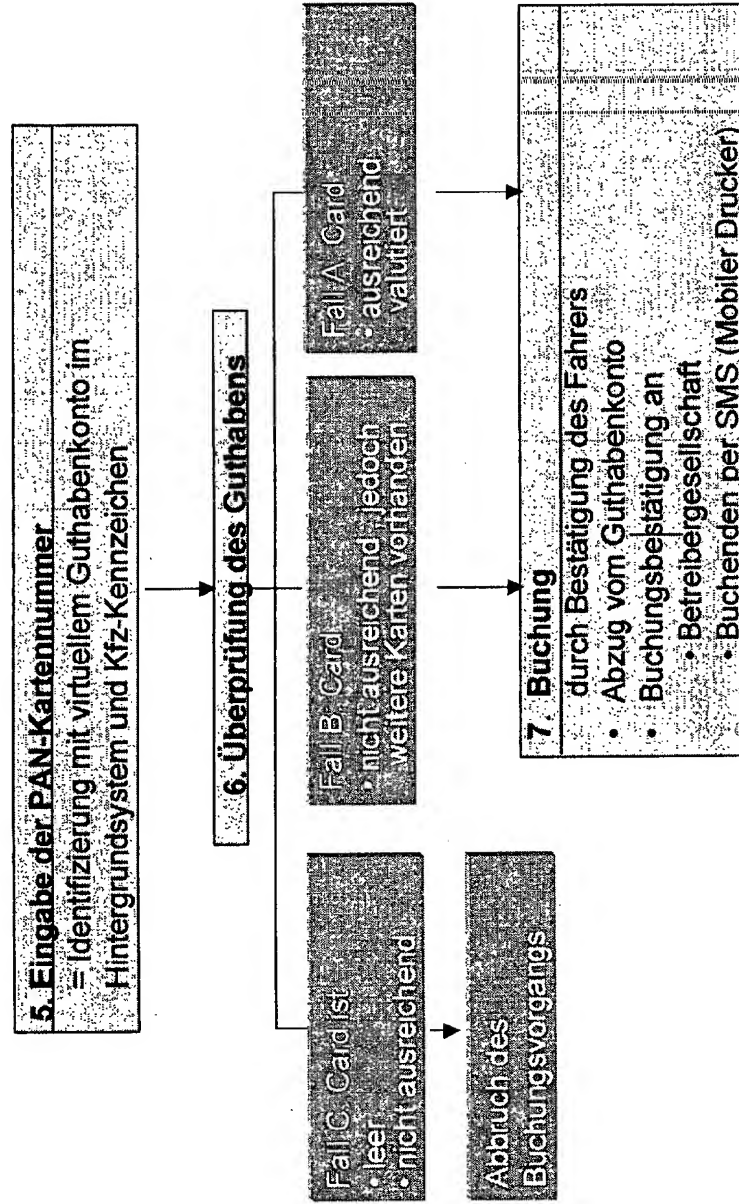 5. Eingabe der PAN-Kartennummer
= Identifizierung mit virtuellem Guthabenkonto im
Hintergrundsystem und Kfz-Kennzeichen
6. Überprüfung des Guthabens
Fall C: Card ist
• leer
• nicht ausreichend
Fall B: Card
• nicht ausreichend, jedoch
weitere Karten vorhanden
Fall A: Card
• ausreichend
valutiert
Abbruch des
Buchungsvorgangs
7. Buchung
durch Bestätigung des Fahrers
• Abzug vom Guthabenkonto
• Buchungsbestätigung an
• Betreibergesellschaft
• Buchenden per SMS (Mobiler Drucker)